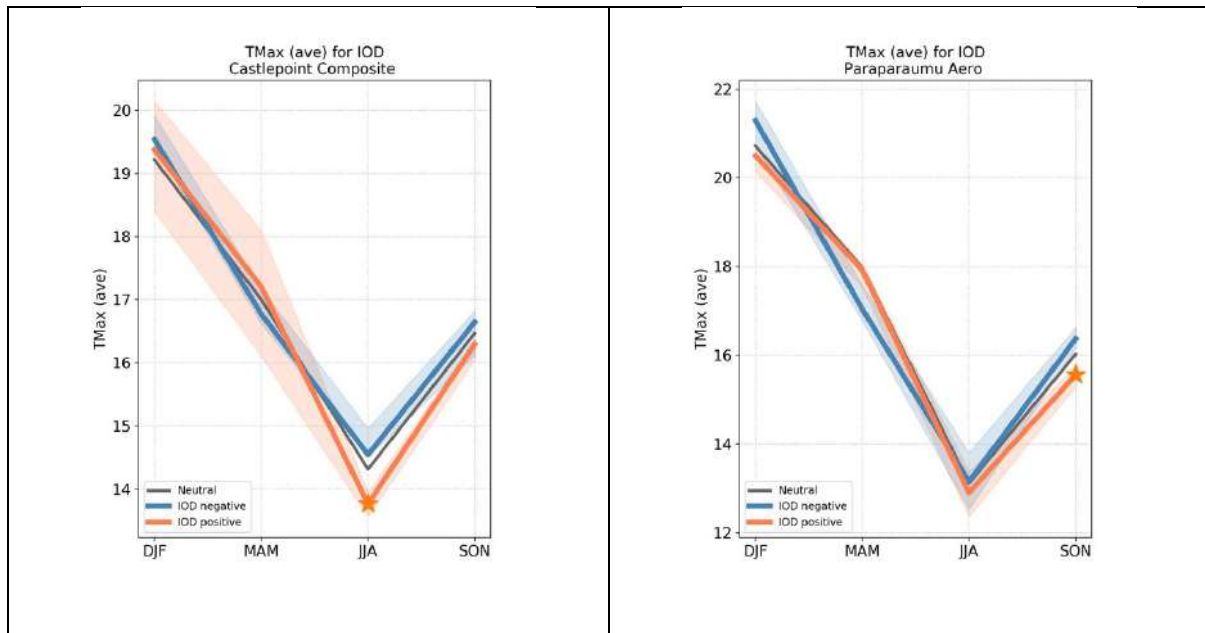 TMax (ave) for IOD
Castlepoint Composite
TMax (ave)
20
19
18
17
16
15
14
Neutral
IOD negative
IOD positive
DJF MAM JJA SON
TMax (ave) for IOD
Paraparaumu Aero
TMax (ave)
22
20
18
16
14
12
Neutral
IOD negative
IOD positive
DJF MAM JJA SON